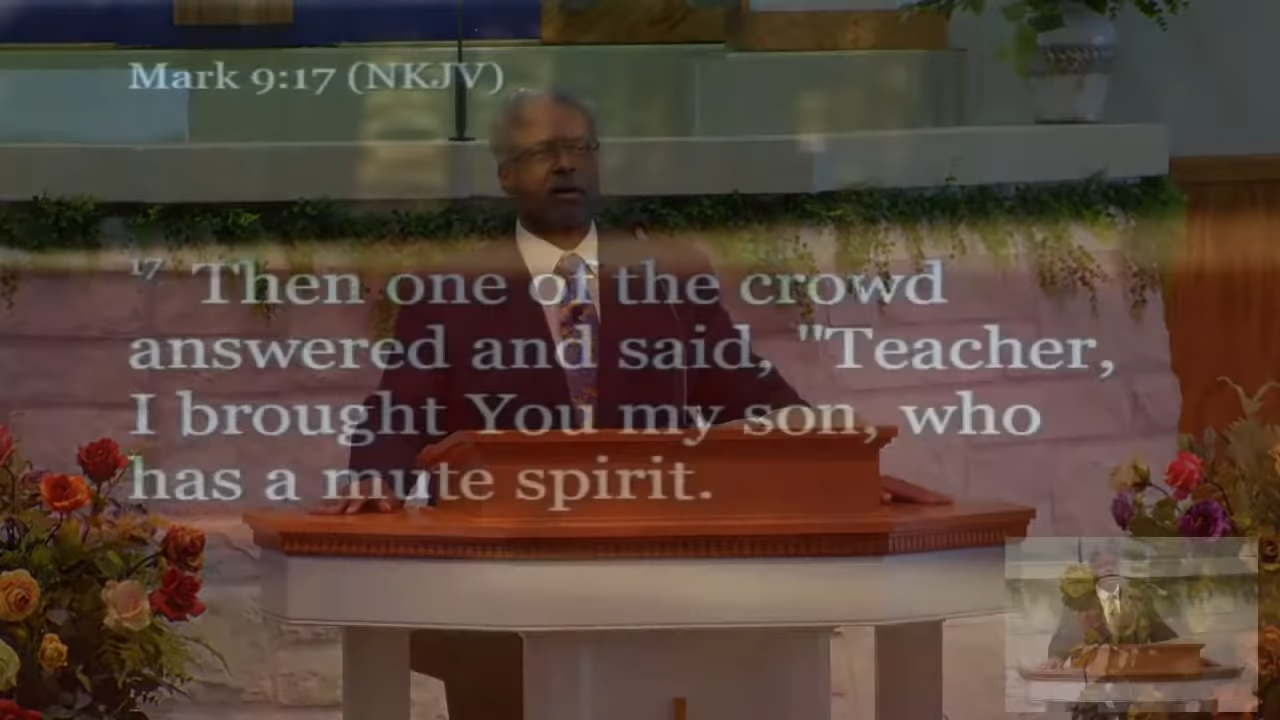 Mark 9:17 (NKJV)
17 Then one of the crowd
answered and said, "Teacher,
I brought You my son, who
has a mute spirit.